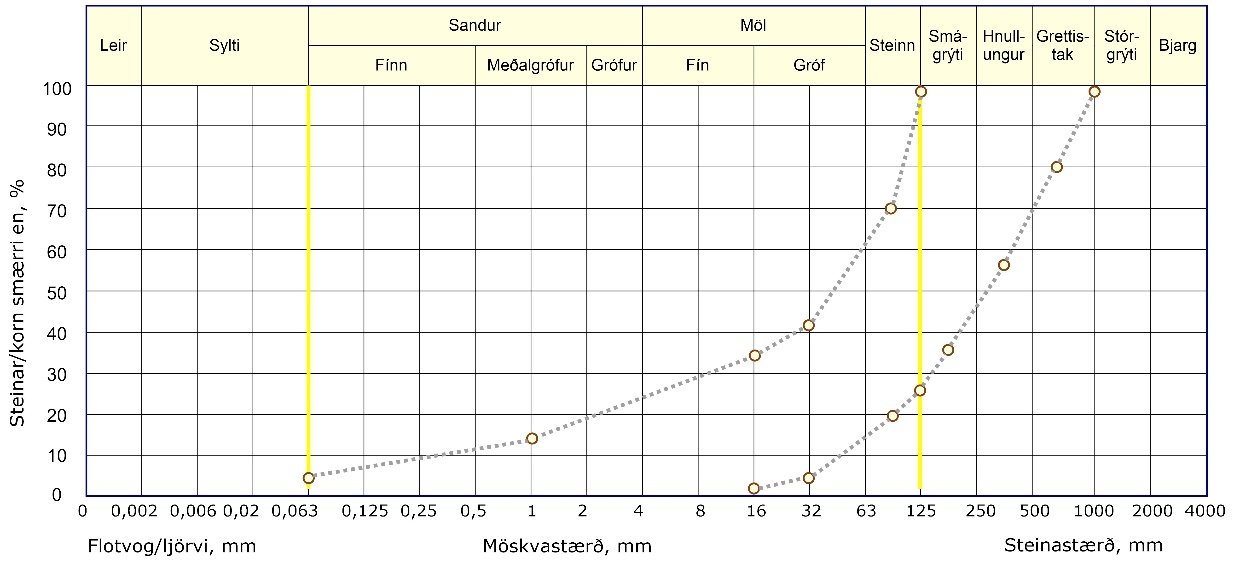 Leir
Sylti
Sandur
Möl
Steinn
Smá-
grýti
Hnull-
ungur
Grettis-
tak
Stór-
grýti
Bjarg
Fínn
Meðalgrófur
Grófur
Fín
Gróf
100
90
80
70
60
50
40
30
20
10
0
Steinar/korn smærri en, %
0 0,002 0,006 0,02 0,063 0,125 0,25 0,5 1 2 4 8 16 32 63 125 250 500 1000 2000 4000
Flotvog/ljörvi, mm
Möskvastærð, mm
Steinastærð, mm